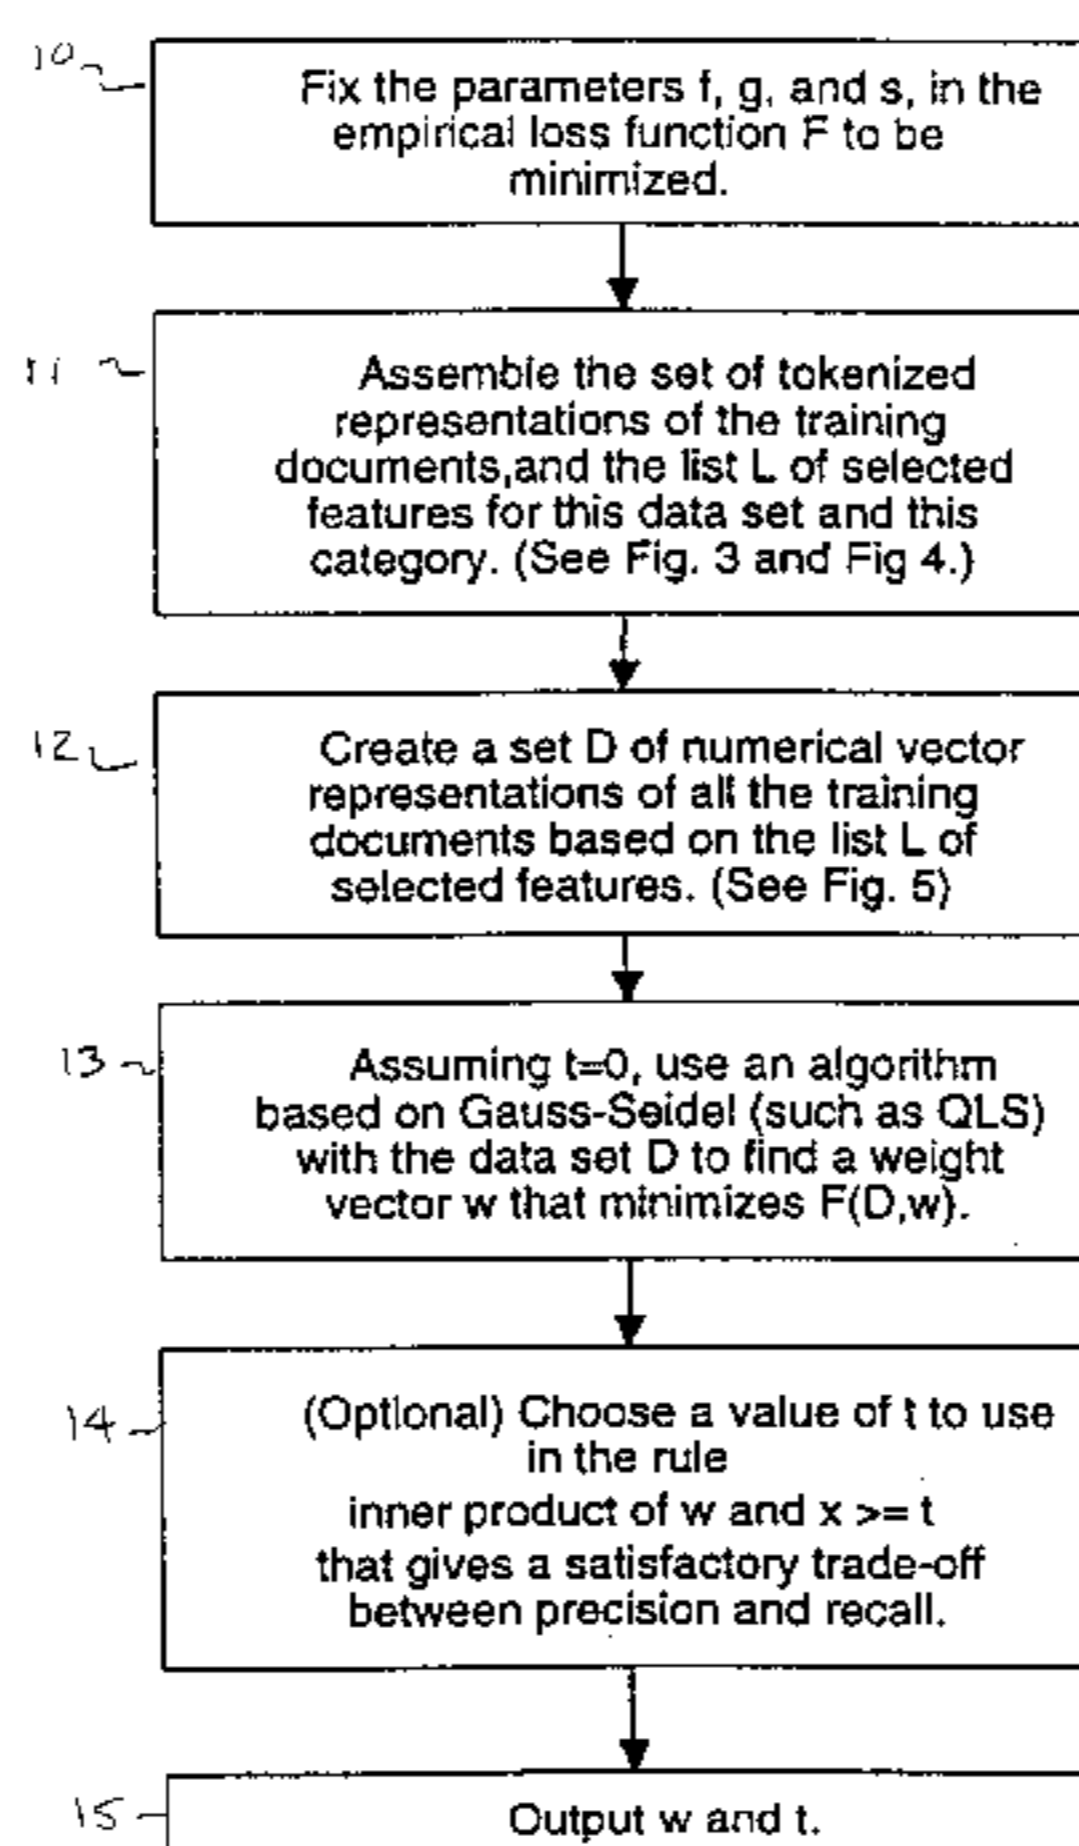 10
Fix the parameters f, g, and s, in the
empirical loss function F to be
minimized.
11
Assemble the set of tokenized
representations of the training
documents,and the list L of selected
features for this data set and this
category. (See Fig. 3 and Fig 4.)
12
Create a set D of numerical vector
representations of all the training
documents based on the list L of
selected features. (See Fig. 5)
13
Assuming t=0, use an algorithm
based on Gauss-Seidel (such as QLS)
with the data set D to find a weight
vector w that minimizes F(D,w).
14
(Optional) Choose a value of t to use
in the rule
inner product of w and x >= t
that gives a satisfactory trade-off
between precision and recall.
15
Output w and t.